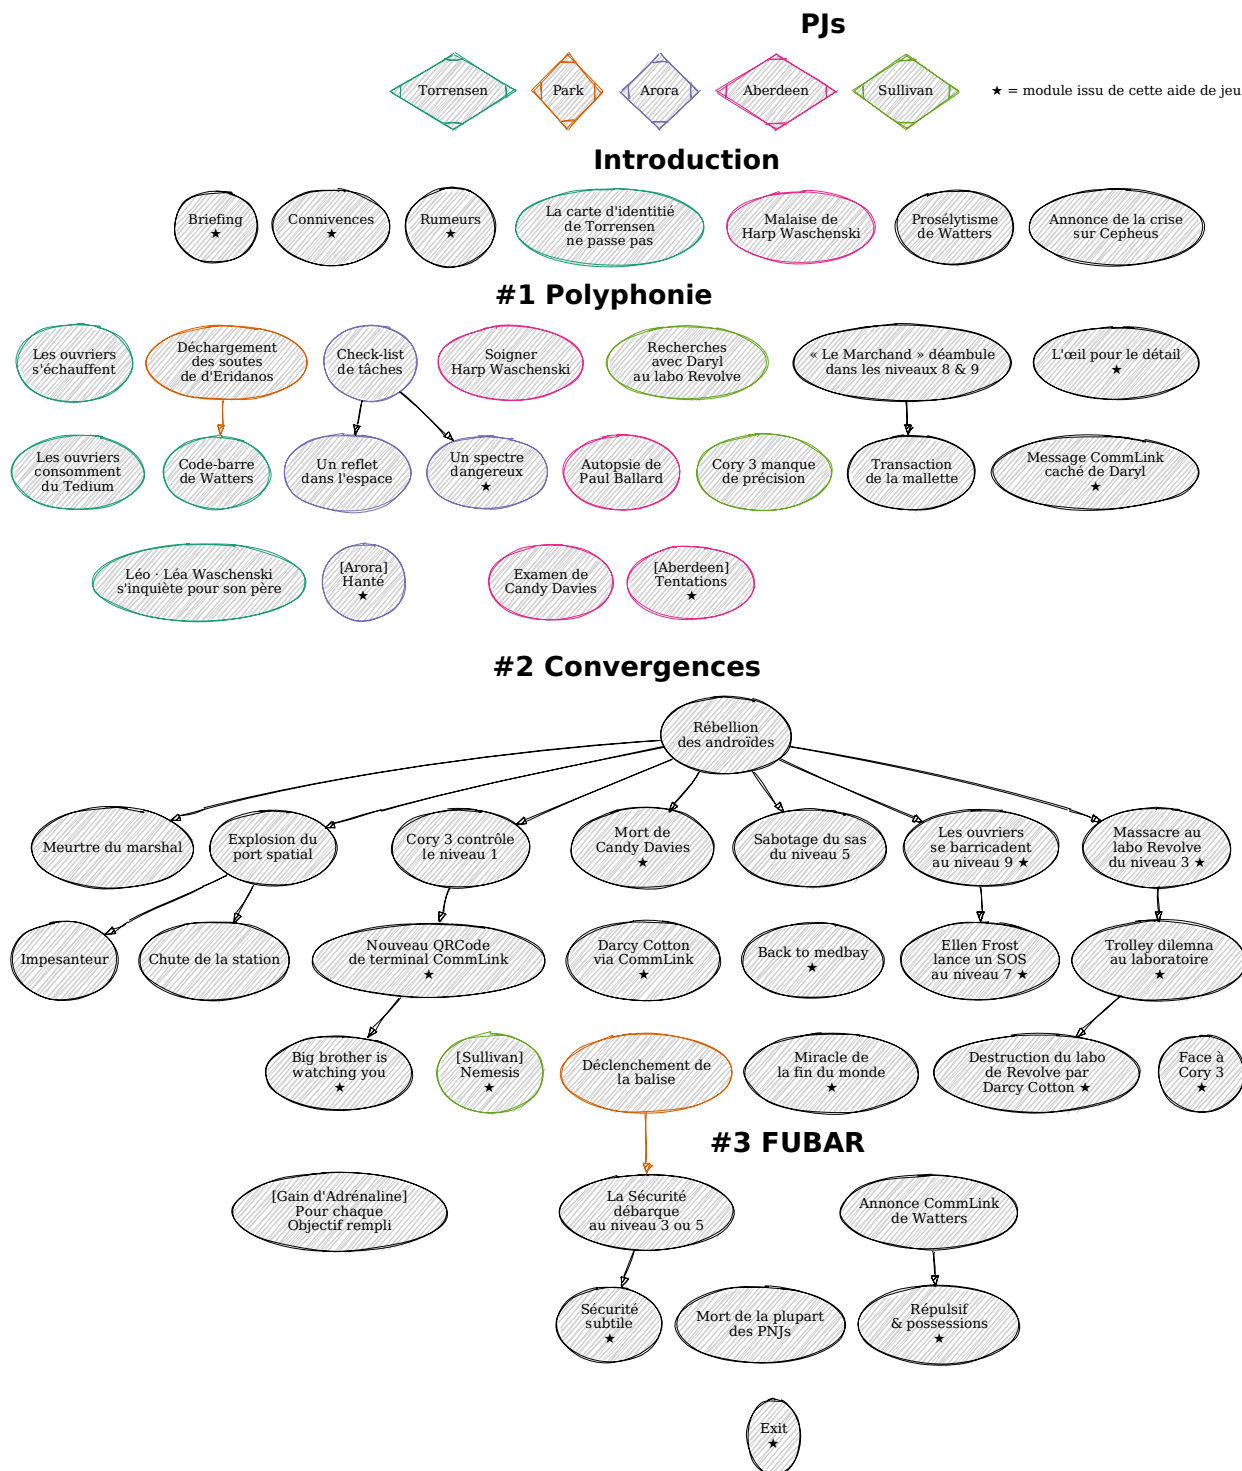 PJs
Torrensen
Park
Arora
Aberdeen
Sullivan
★ = module issu de cette aide de jeu
Introduction
Briefing
★
Connivences
★
Rumeurs
★
La carte d'identitié
de Torrensen
ne passe pas
Malaise de
Harp Waschenski
Prosélytisme
de Watters
Annonce de la crise
sur Cepheus
#1 Polyphonie
Les ouvriers
s'échauffent
Déchargement
des soutes
de d'Eridanos
Check-list
de tâches
Soigner
Harp Waschenski
Recherches
avec Daryl
au labo Revolve
« Le Marchand » déambule
dans les niveaux 8 & 9
L'œil pour le détail
★
Les ouvriers
consomment
du Tedium
Code-barre
de Watters
Un reflet
dans l'espace
Un spectre
dangereux
★
Autopsie de
Paul Ballard
Cory 3 manque
de précision
Transaction
de la mallette
Message CommLink
caché de Daryl
★
Léo · Léa Waschenski
s'inquiète pour son père
[Arora]
Hanté
★
Examen de
Candy Davies
[Aberdeen]
Tentations
★
#2 Convergences
Rébellion
des androïdes
Meurtre du marshal
Explosion du
port spatial
Cory 3 contrôle
le niveau 1
Mort de
Candy Davies
★
Sabotage du sas
du niveau 5
Les ouvriers
se barricadent
au niveau 9 ★
Massacre au
labo Revolve
du niveau 3 ★
Impesanteur
Chute de la station
Nouveau QRCode
de terminal CommLink
★
Darcy Cotton
via CommLink
★
Back to medbay
★
Ellen Frost
lance un SOS
au niveau 7 ★
Trolley dilemna
au laboratoire
★
Big brother is
watching you
★
[Sullivan]
Nemesis
★
Déclenchement de
la balise
Miracle de
la fin du monde
★
Destruction du labo
de Revolve par
Darcy Cotton ★
Face à
Cory 3
★
#3 FUBAR
[Gain d'Adrénaline]
Pour chaque
Objectif rempli
La Sécurité
débarque
au niveau 3 ou 5
Annonce CommLink
de Watters
Sécurité
subtile
★
Mort de la plupart
des PNJs
Répulsif
& possessions
★
Exit
★